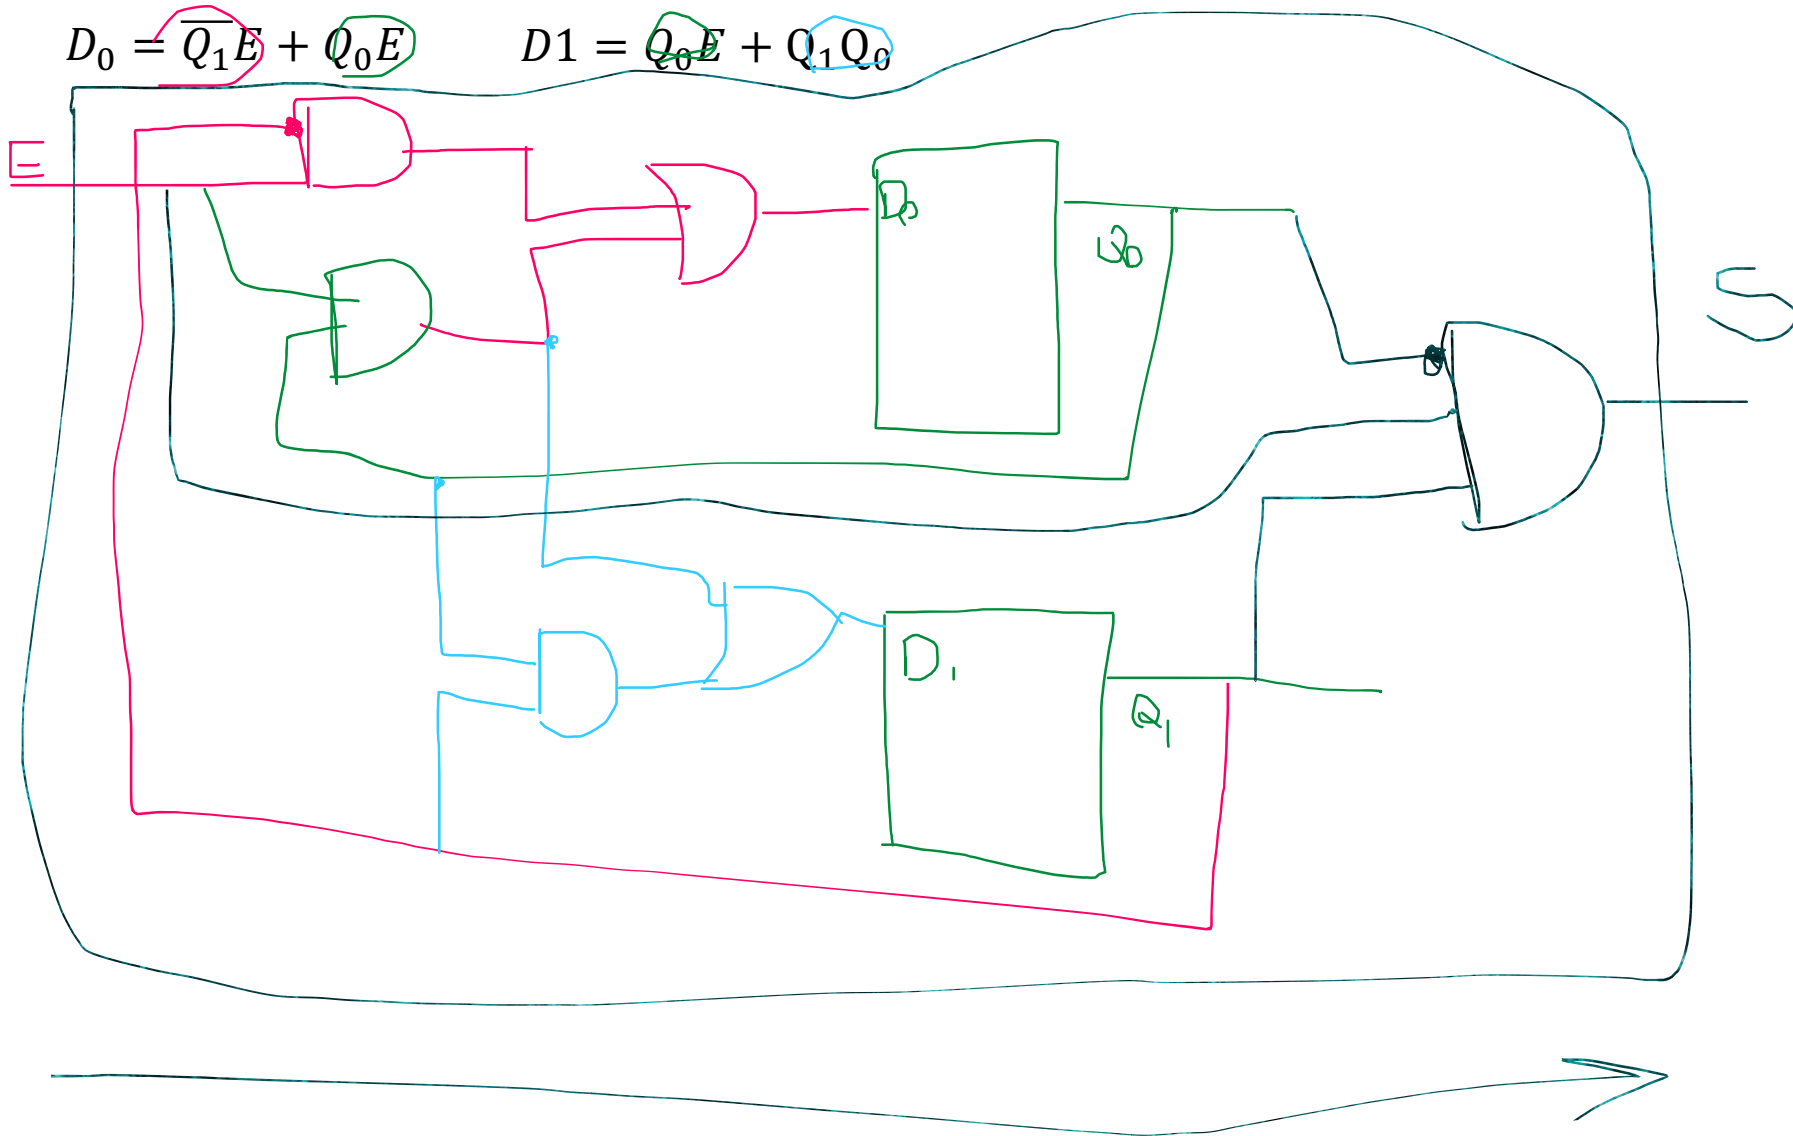 D₀ = Q̅₁E + Q₀E D1 = Q₀E + Q₁Q₀
E
D₀
Q₀
S
D₁
Q₁